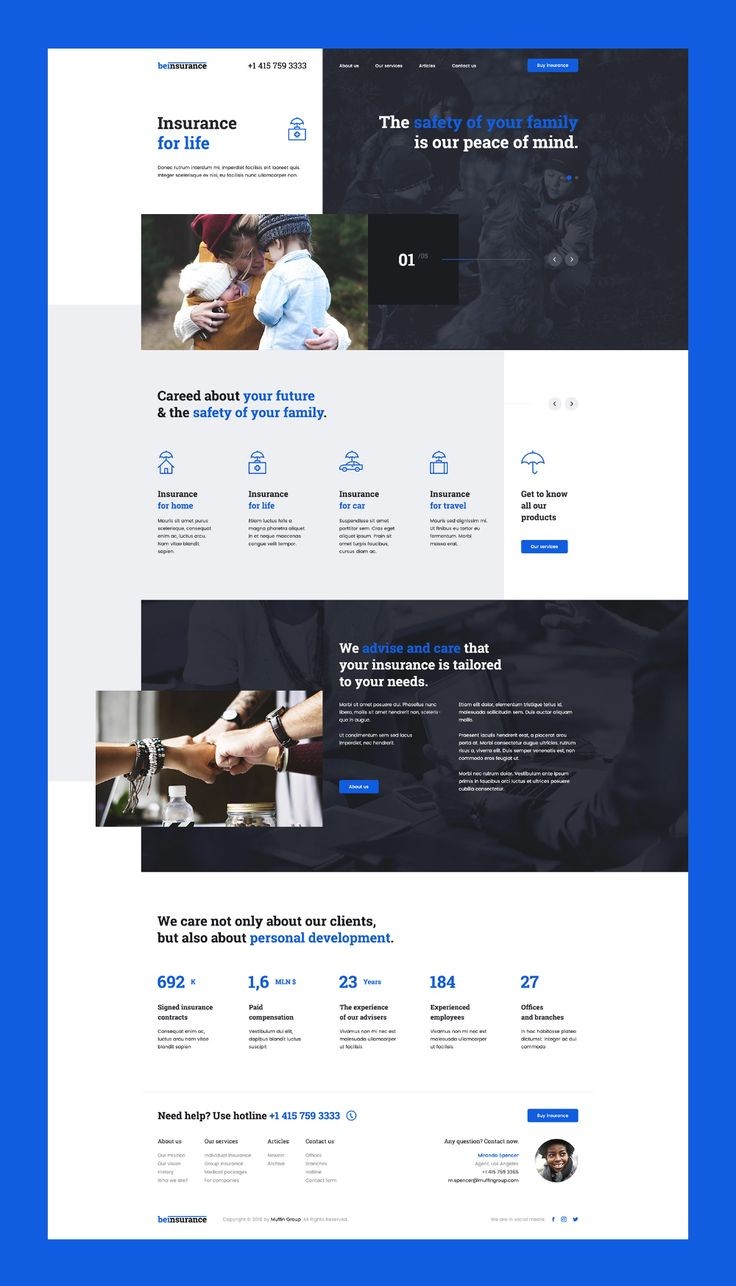 beinsurance
+1 415 759 3333
About us
Our services
Articles
Contact us
Buy insurance
Insurance
for life
Donec rutrum interdum mi, imperdiet facilisis elit laoreet quis.
Integer scelerisque ex nisi, eu facilisis nunc ullamcorper non.
The safety of your family
is our peace of mind.
01 /05
Careed about your future
& the safety of your family.
Insurance
for home
Mauris sit amet purus
scelerisque, consequat
enim ac, luctus arcu.
Nam vitae blandit
sapien.
Insurance
for life
Etiam luctus felis a
magna pharetra aliquet
In et neque maecenas
congue velit tempor.
Insurance
for car
Suspendisse sit amet
porttitor sem. Cras eget
aliquet ipsum. Proin sit
amet turpis faucibus,
cursus diam ac.
Insurance
for travel
Mauris sed dignissim mi.
Ut finibus eu tortor eu
fermentum. Morbi
massa erat.
Get to know
all our
products
Our services
We advise and care that
your insurance is tailored
to your needs.
Morbi sit amet posuere dui. Phasellus nunc
libero, mollis sit amet hendrerit non, sceleris-
que in augue.
Ut condimentum sem sed lacus
imperdiet, nec hendrerit.
About us
Etiam elit dolor, elementum tristique tellus id,
malesuada sollicitudin sem. Duis auctor aliquam
mollis.
Praesent iaculis hendrerit erat, a placerat arcu
porta at. Morbi consectetur augue ultricies, rutrum
risus a, viverra elit. Duis semper venenatis est, non
commodo eros feugiat ut.
Morbi nec rutrum dolor. Vestibulum ante ipsum
primis in faucibus orci luctus et ultrices posuere
cubilia consectetur.
We care not only about our clients,
but also about personal development.
692 K
Signed insurance
contracts
Consequat enim ac,
luctus arcu nam vitae
blandit sapien
1,6 MLN $
Paid
compensation
Vestibulum dui elit,
dapibus blandit luctus
suscipit
23 Years
The experience
of our advisers
Vivamus non mi nec est
malesuada ullamcorper
ut facilisis
184
Experienced
employees
Vivamus non mi nec est
malesuada ullamcorper
ut facilisis
27
Offices
and branches
In hac habitasse platea
dictumst. Integer ac dui
commodo
Need help? Use hotline +1 415 759 3333
Buy insurance
About us
Our mission
Our vision
History
Who we are?
Our services
Individual insurance
Group insurance
Medical packages
For companies
Articles
Newest
Archive
Contact us
Offices
Branches
Hotline
Contact form
Any question? Contact now.
Miranda Spencer
Agent, Los Angeles
+1 415 759 3365
m.spencer@muffingroup.com
beinsurance
Copyright © 2018 by Muffin Group. All Rights Reserved.
We are in social media: